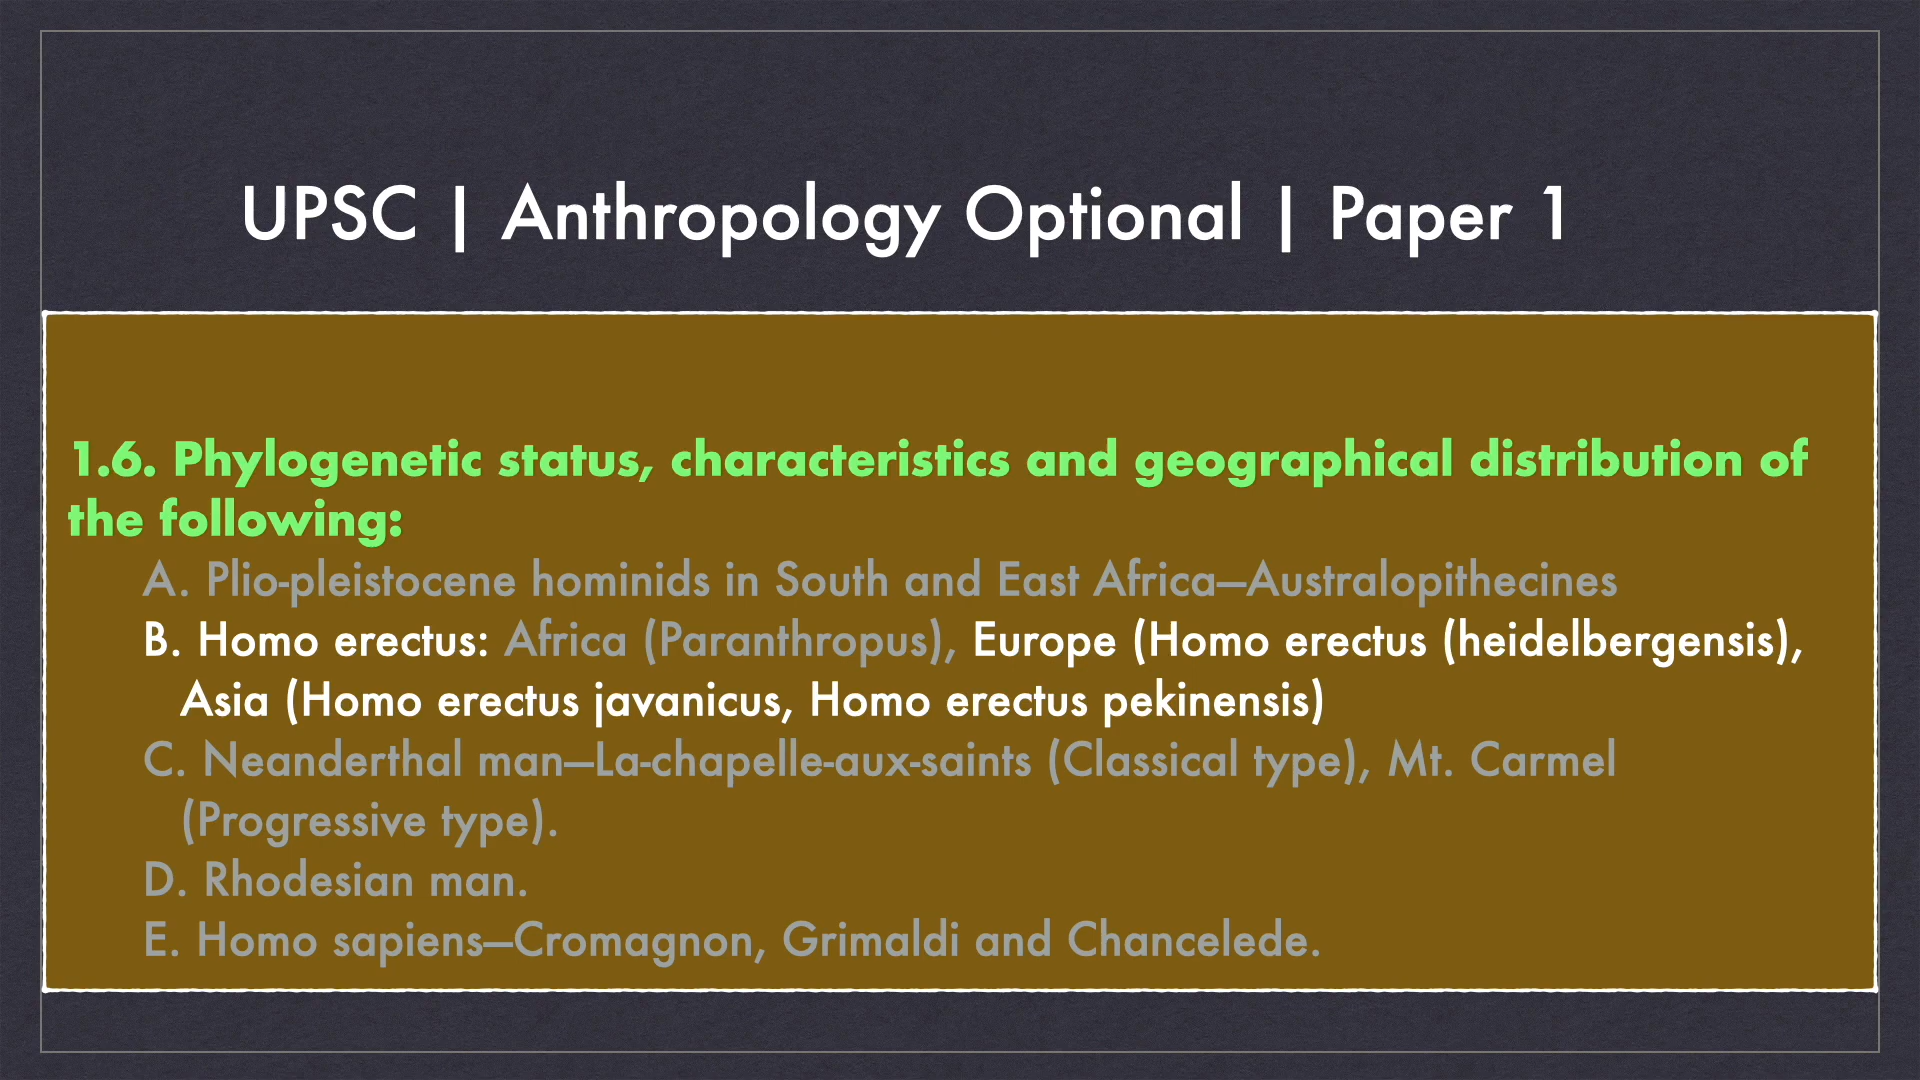 UPSC | Anthropology Optional | Paper 1
1.6. Phylogenetic status, characteristics and geographical distribution of
the following:
A. Plio-pleistocene hominids in South and East Africa—Australopithecines
B. Homo erectus: Africa (Paranthropus), Europe (Homo erectus (heidelbergensis),
Asia (Homo erectus javanicus, Homo erectus pekinensis)
C. Neanderthal man—La-chapelle-aux-saints (Classical type), Mt. Carmel
(Progressive type).
D. Rhodesian man.
E. Homo sapiens—Cromagnon, Grimaldi and Chancelede.